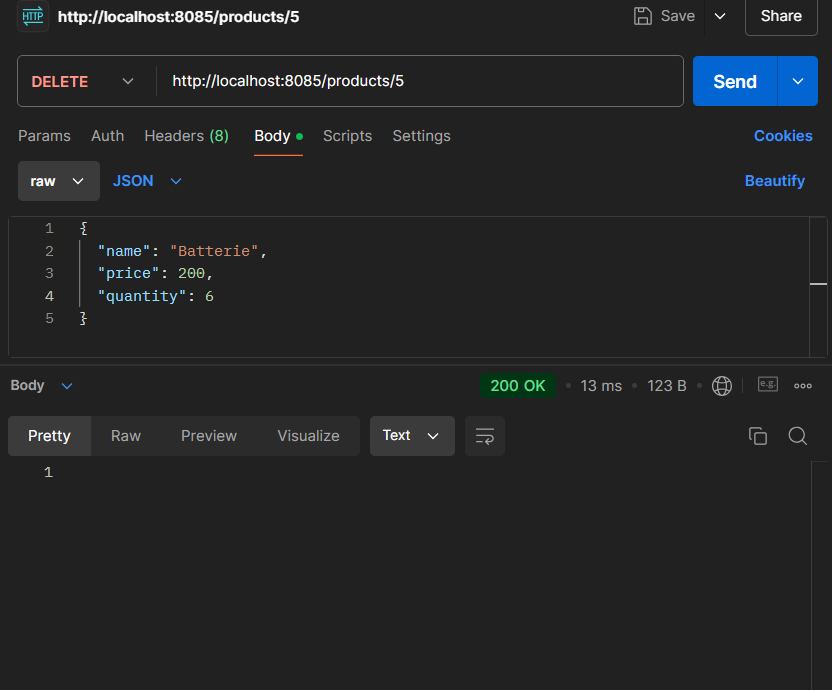 HTTP http://localhost:8085/products/5 Save Share
DELETE http://localhost:8085/products/5 Send
Params Auth Headers (8) Body Scripts Settings Cookies
raw JSON Beautify
1 {
2 "name": "Batterie",
3 "price": 200,
4 "quantity": 6
5 }
Body 200 OK • 13 ms • 123 B • e.g.
Pretty Raw Preview Visualize Text
1